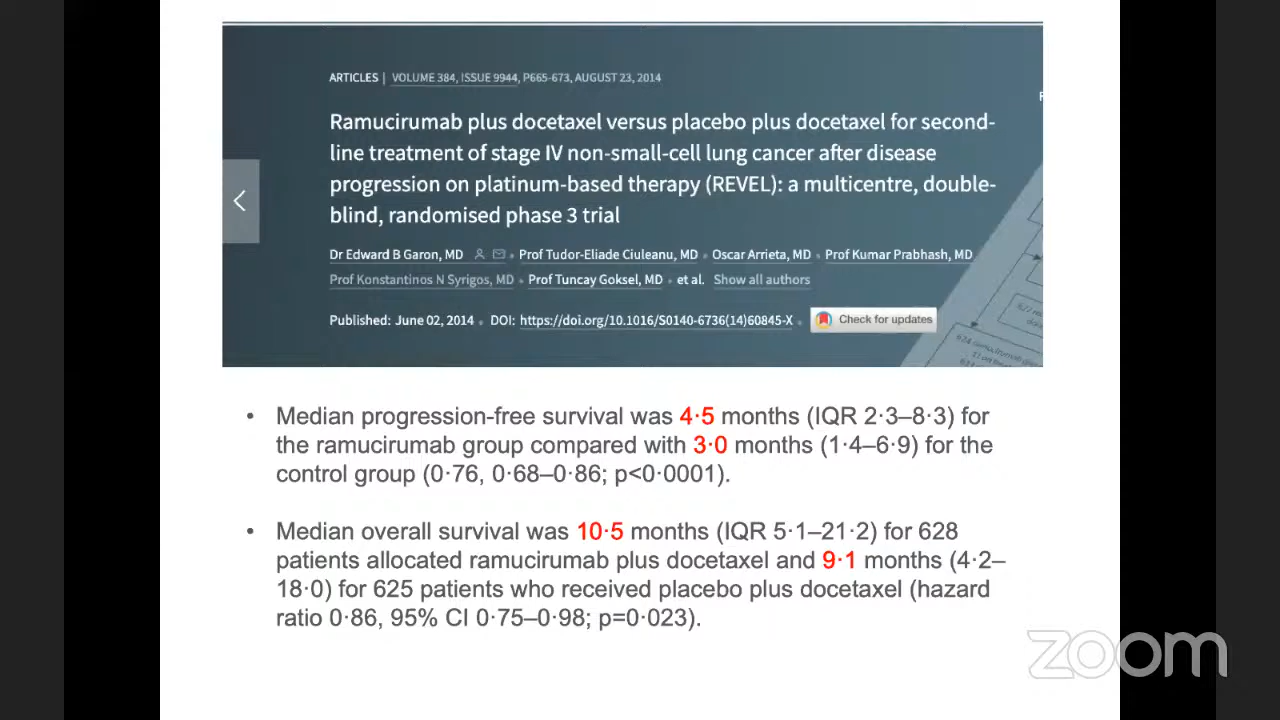 ARTICLES | VOLUME 384, ISSUE 9944, P665-673, AUGUST 23, 2014
Ramucirumab plus docetaxel versus placebo plus docetaxel for second-
line treatment of stage IV non-small-cell lung cancer after disease
progression on platinum-based therapy (REVEL): a multicentre, double-
blind, randomised phase 3 trial
Dr Edward B Garon, MD • Prof Tudor-Eliade Ciuleanu, MD • Oscar Arrieta, MD • Prof Kumar Prabhash, MD
Prof Konstantinos N Syrigos, MD • Prof Tuncay Goksel, MD • et al. Show all authors
Published: June 02, 2014 • DOI: https://doi.org/10.1016/S0140-6736(14)60845-X • Check for updates
• Median progression-free survival was 4·5 months (IQR 2·3–8·3) for
the ramucirumab group compared with 3·0 months (1·4–6·9) for the
control group (0·76, 0·68–0·86; p<0·0001).
• Median overall survival was 10·5 months (IQR 5·1–21·2) for 628
patients allocated ramucirumab plus docetaxel and 9·1 months (4·2–
18·0) for 625 patients who received placebo plus docetaxel (hazard
ratio 0·86, 95% CI 0·75–0·98; p=0·023).
zoom